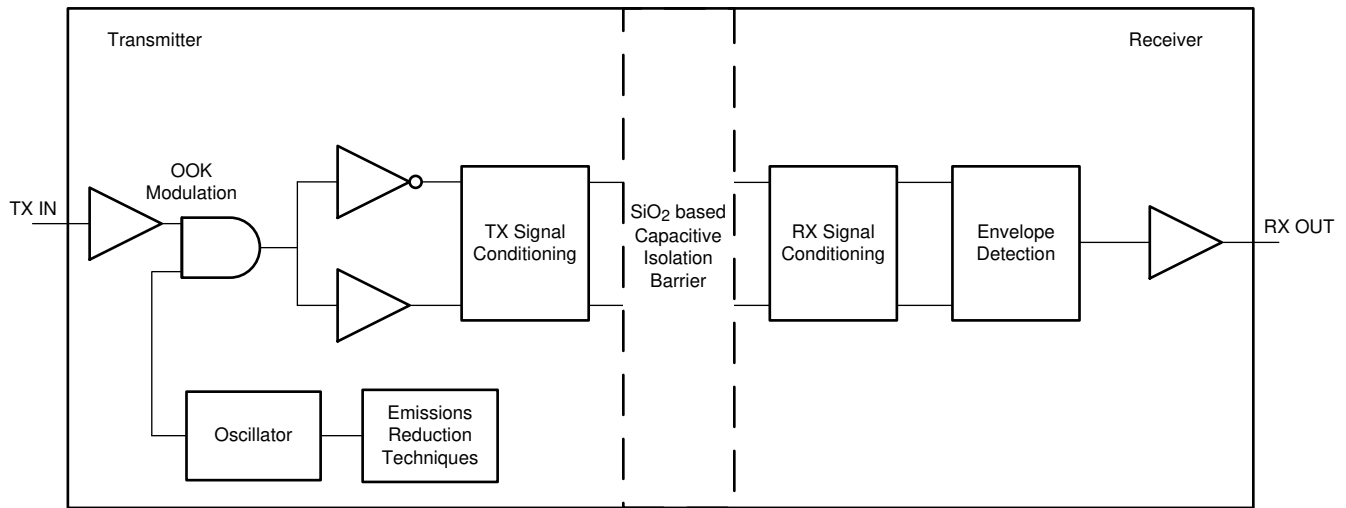 Transmitter
Receiver
OOK
Modulation
TX IN
TX Signal
Conditioning
SiO2 based
Capacitive
Isolation
Barrier
RX Signal
Conditioning
Envelope
Detection
RX OUT
Oscillator
Emissions
Reduction
Techniques